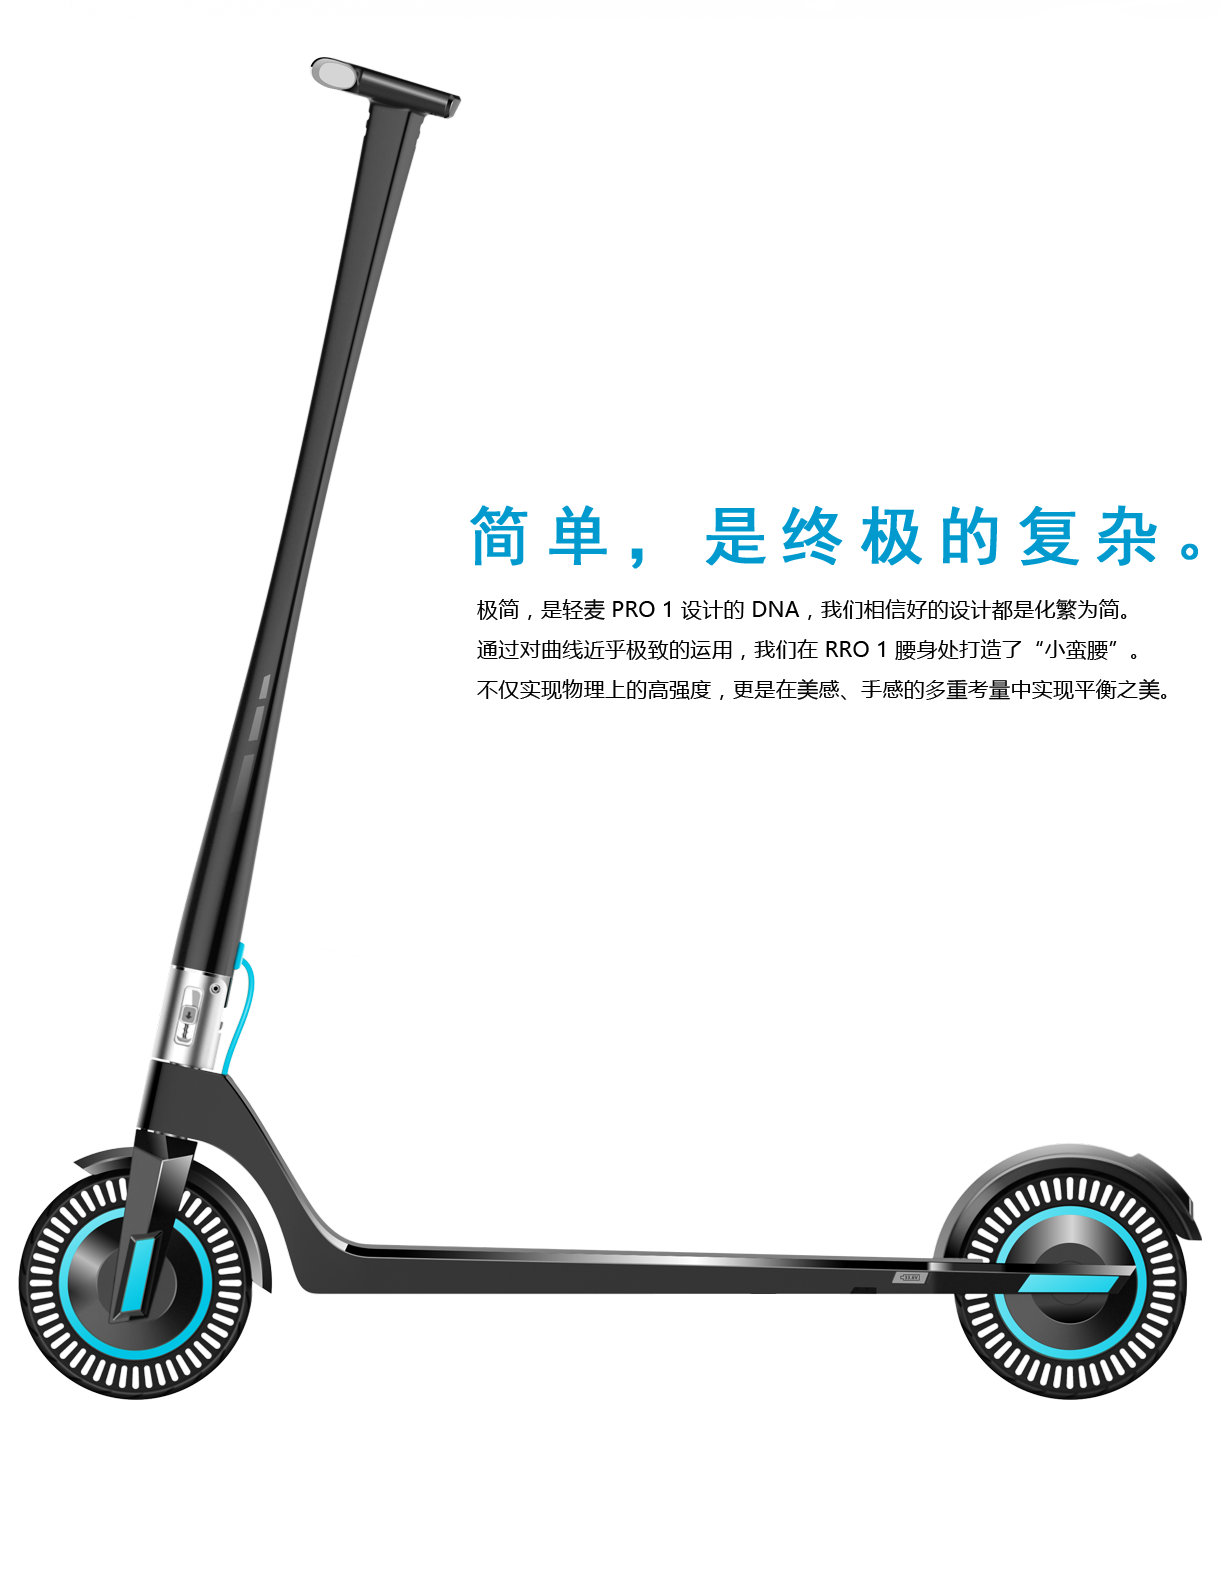 简单，是终极的复杂。
极简，是轻麦 PRO 1 设计的 DNA，我们相信好的设计都是化繁为简。
通过对曲线近乎极致的运用，我们在 RRO 1 腰身处打造了“小蛮腰”。
不仅实现物理上的高强度，更是在美感、手感的多重考量中实现平衡之美。